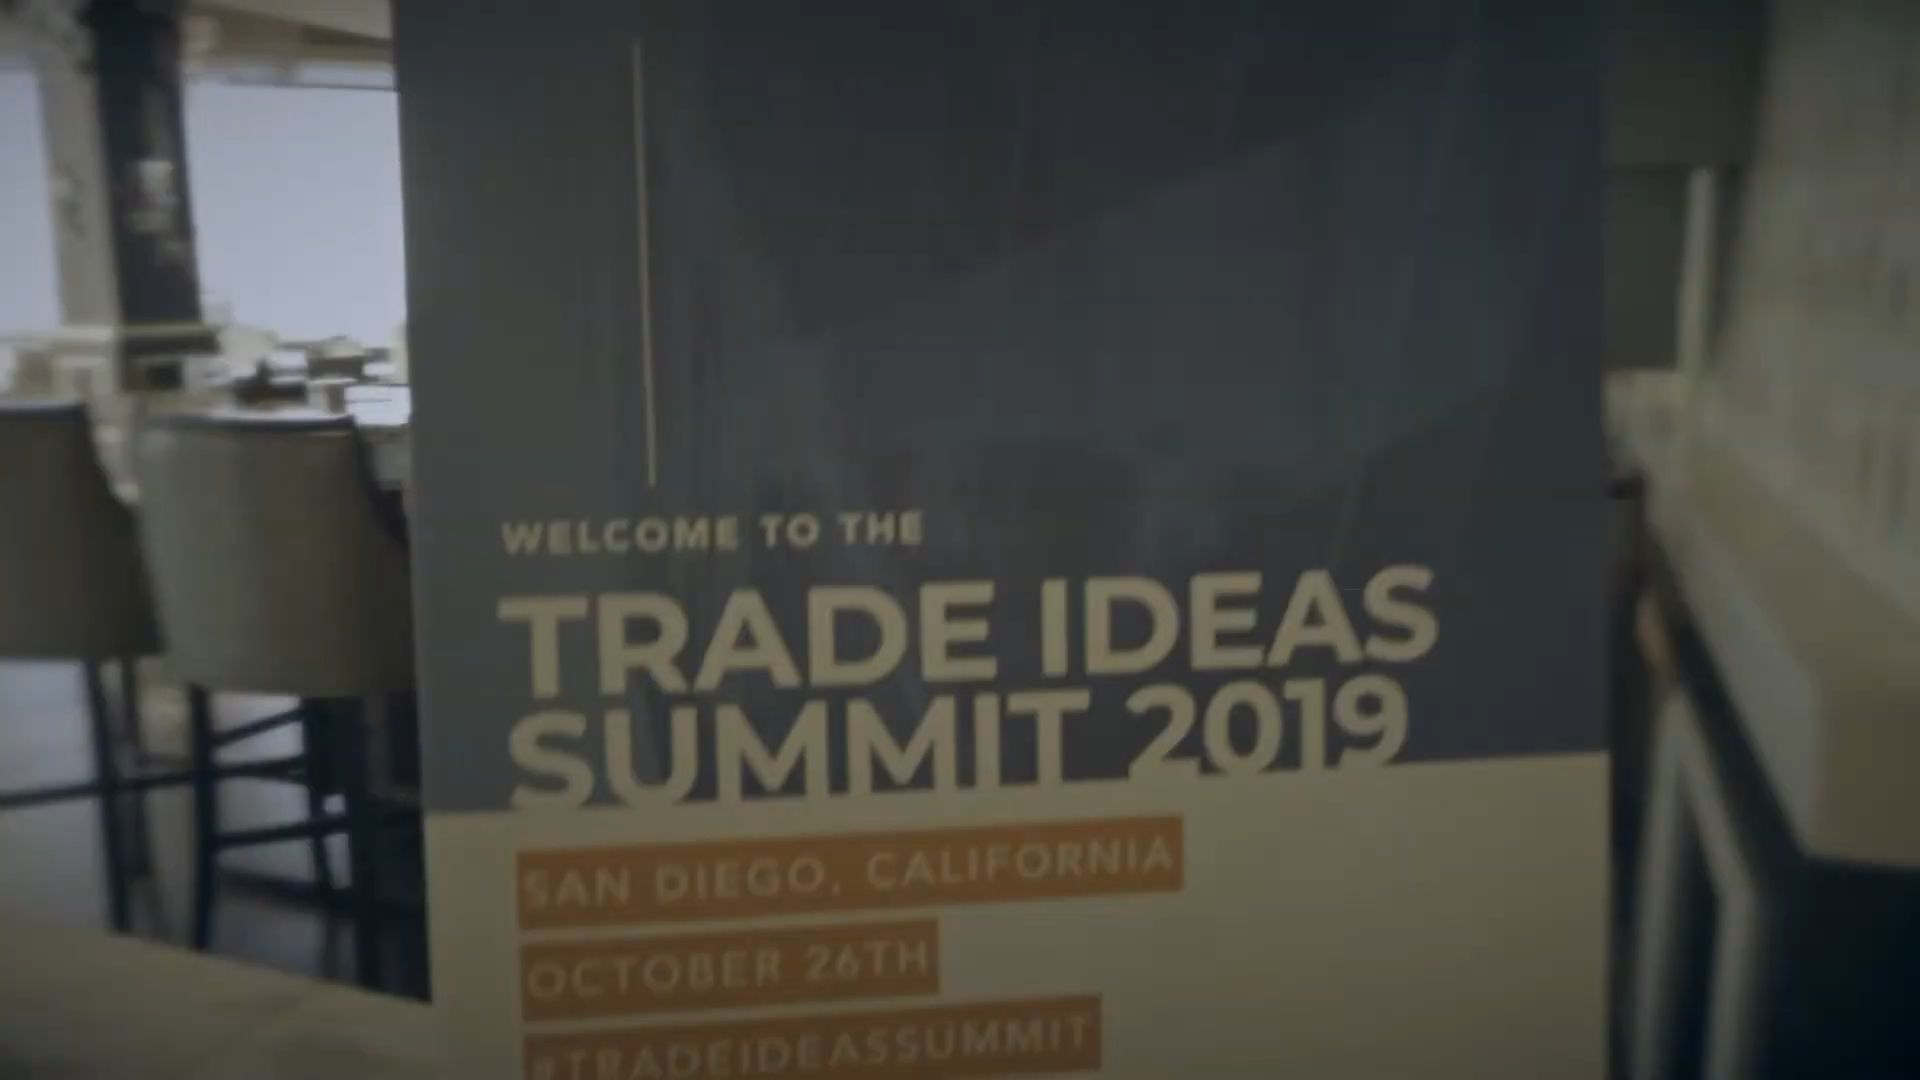 WELCOME TO THE
TRADE IDEAS
SUMMIT 2019
SAN DIEGO, CALIFORNIA
OCTOBER 26TH
#TRADEIDEASSUMMIT